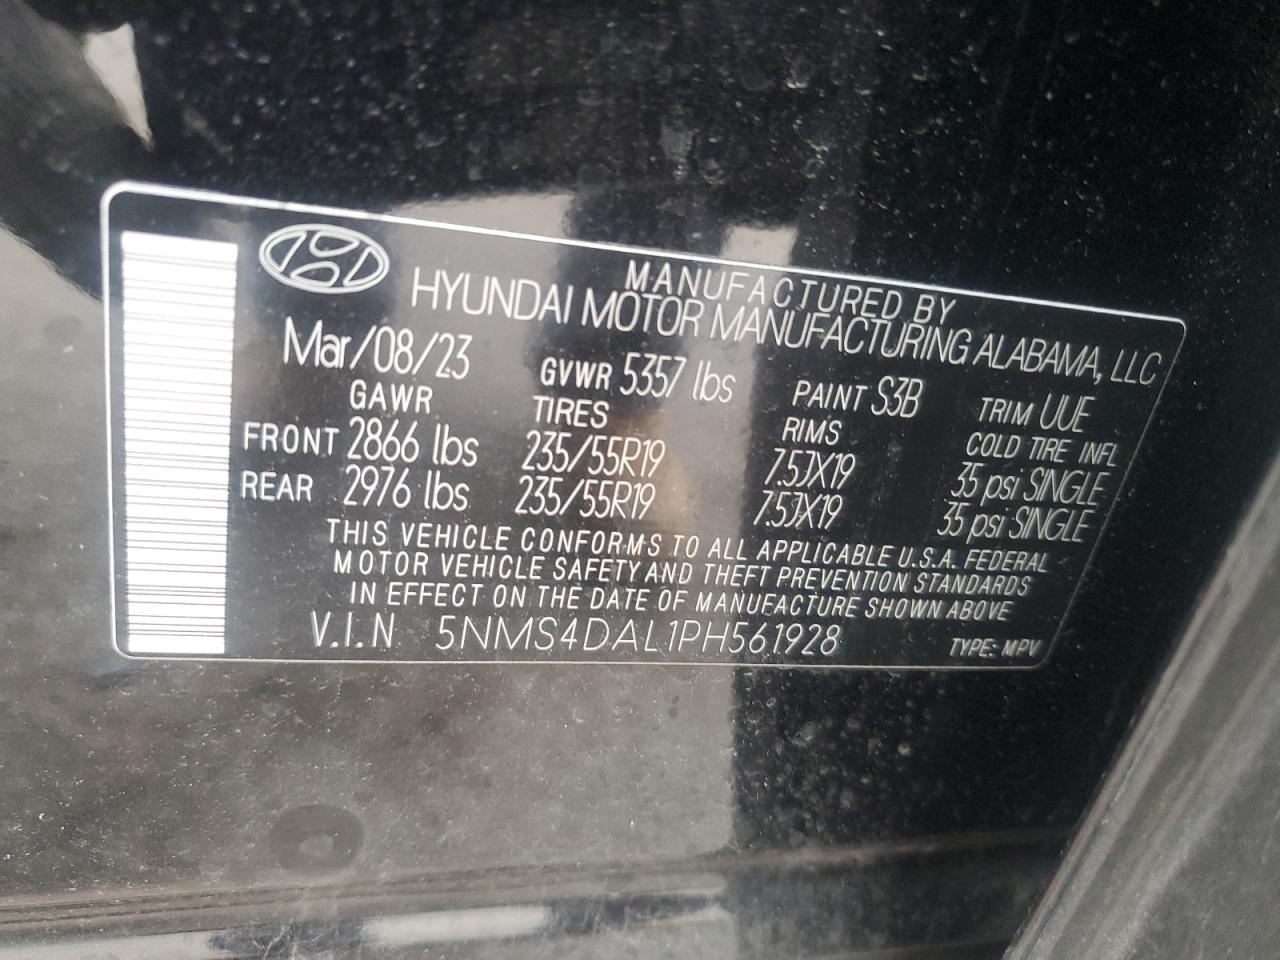 MANUFACTURED BY
HYUNDAI MOTOR MANUFACTURING ALABAMA, LLC
Mar/08/23 GVWR 5357 lbs PAINT S3B TRIM UUE
GAWR TIRES RIMS COLD TIRE INFL
FRONT 2866 lbs 235/55R19 7.5JX19 35 psi SINGLE
REAR 2976 lbs 235/55R19 7.5JX19 35 psi SINGLE
THIS VEHICLE CONFORMS TO ALL APPLICABLE U.S.A. FEDERAL
MOTOR VEHICLE SAFETY AND THEFT PREVENTION STANDARDS
IN EFFECT ON THE DATE OF MANUFACTURE SHOWN ABOVE
V.I.N 5NMS4DAL1PH561928 TYPE: MPV